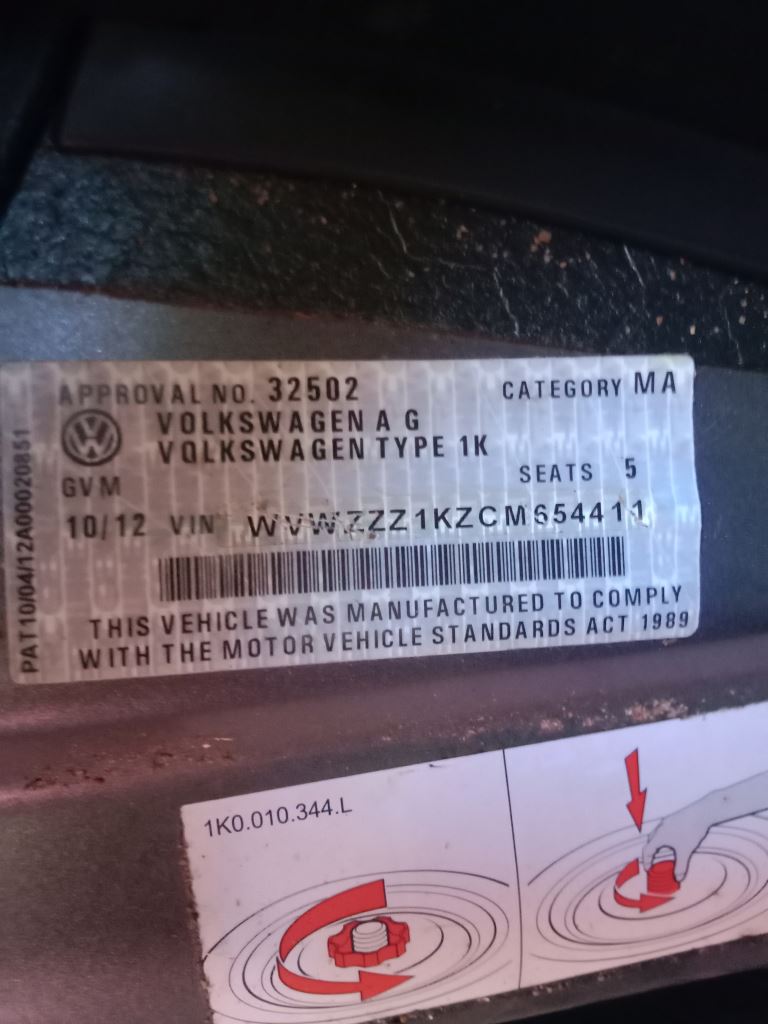 APPROVAL NO. 32502
CATEGORY MA
VOLKSWAGEN A G
VOLKSWAGEN TYPE 1K
SEATS 5
GVM
10/12 VIN WVWZZZ1KZCM654411
THIS VEHICLE WAS MANUFACTURED TO COMPLY
WITH THE MOTOR VEHICLE STANDARDS ACT 1989
PAT10/04/12A00020851
1K0.010.344.L